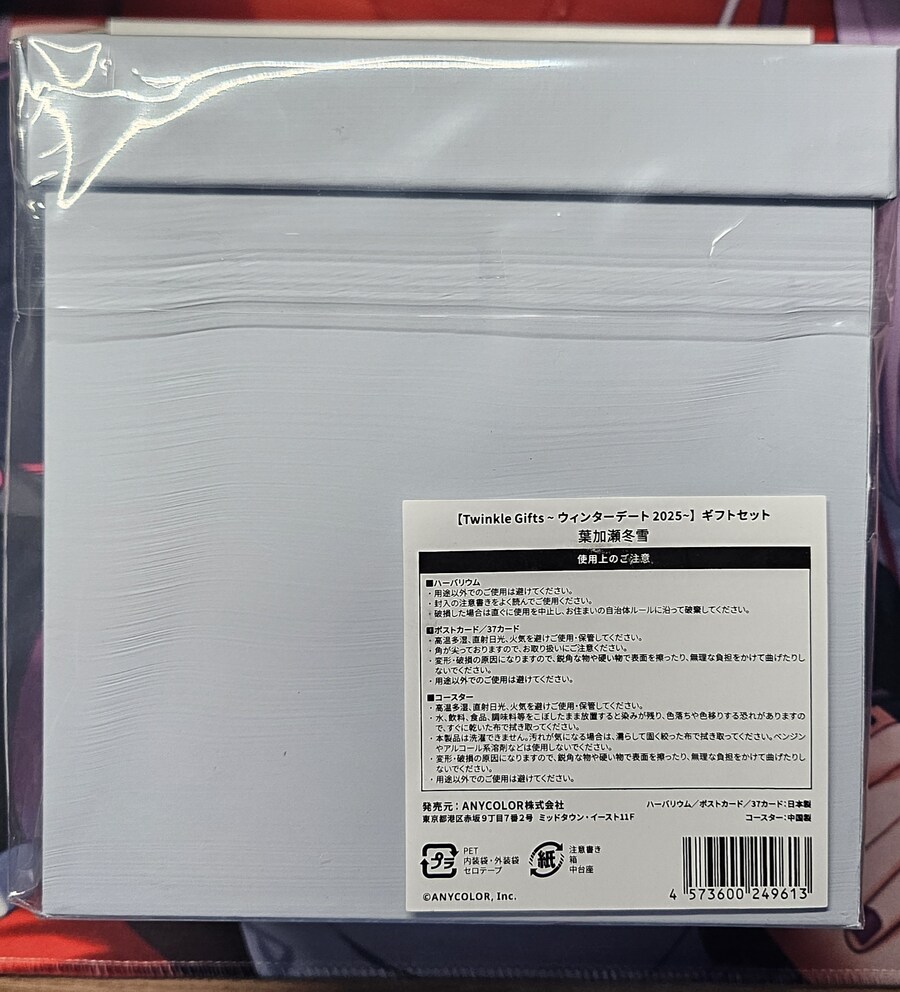 【Twinkle Gifts ~ ウィンターデート 2025~】ギフトセット
葉加瀬冬雪
使用上のご注意
■ハーバリウム
・用途以外でのご使用は避けてください。
・封入の注意書きをよく読んでご使用ください。
・破損した場合は直ぐに使用を中止し、お住まいの自治体ルールに沿って破棄してください。
■ポストカード／37カード
・高温多湿、直射日光、火気を避けご使用・保管してください。
・角が尖っておりますので、お取り扱いにご注意ください。
・変形・破損の原因になりますので、鋭角な物や硬い物で表面を擦ったり、無理な負担をかけて曲げたりし
ないでください。
・用途以外でのご使用は避けてください。
■コースター
・高温多湿、直射日光、火気を避けご使用・保管してください。
・水、飲料、食品、調味料等をこぼしたまま放置すると染みが残り、色落ちや色移りする恐れがありますの
で、すぐに乾いた布で拭き取ってください。
・本製品は洗濯できません。汚れが気になる場合は、濡らして固く絞った布で拭き取ってください。ベンジン
やアルコール系溶剤などは使用しないでください。
・変形・破損の原因になりますので、鋭角な物や硬い物で表面を擦ったり、無理な負担をかけて曲げたりし
ないでください。
・用途以外でのご使用は避けてください。
発売元：ANYCOLOR株式会社
東京都港区赤坂9丁目7番2号 ミッドタウン・イースト11F
ハーバリウム／ポストカード／37カード：日本製
コースター：中国製
プラ
PET
内装袋・外装袋
セロテープ
紙
注意書き
箱
中台座
©ANYCOLOR, Inc.
4 573600 249613